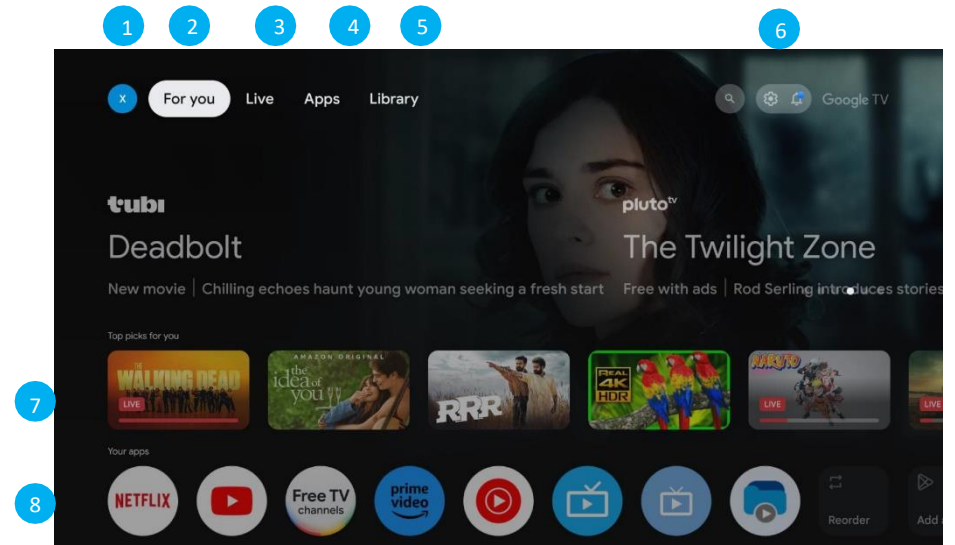 1 2 3 4 5 6
X For you Live Apps Library Google TV
tubi
pluto tv
Deadbolt
The Twilight Zone
New movie | Chilling echoes haunt young woman seeking a fresh start
Free with ads | Rod Serling introduces stories
Top picks for you
7
THE WALKING DEAD
LIVE
AMAZON ORIGINAL
the
idea of
you
RRR
REAL
4K
HDR
NARUTO
LIVE
LIVE
Your apps
8
NETFLIX
Free TV
channels
prime
video
Reorder
Add a